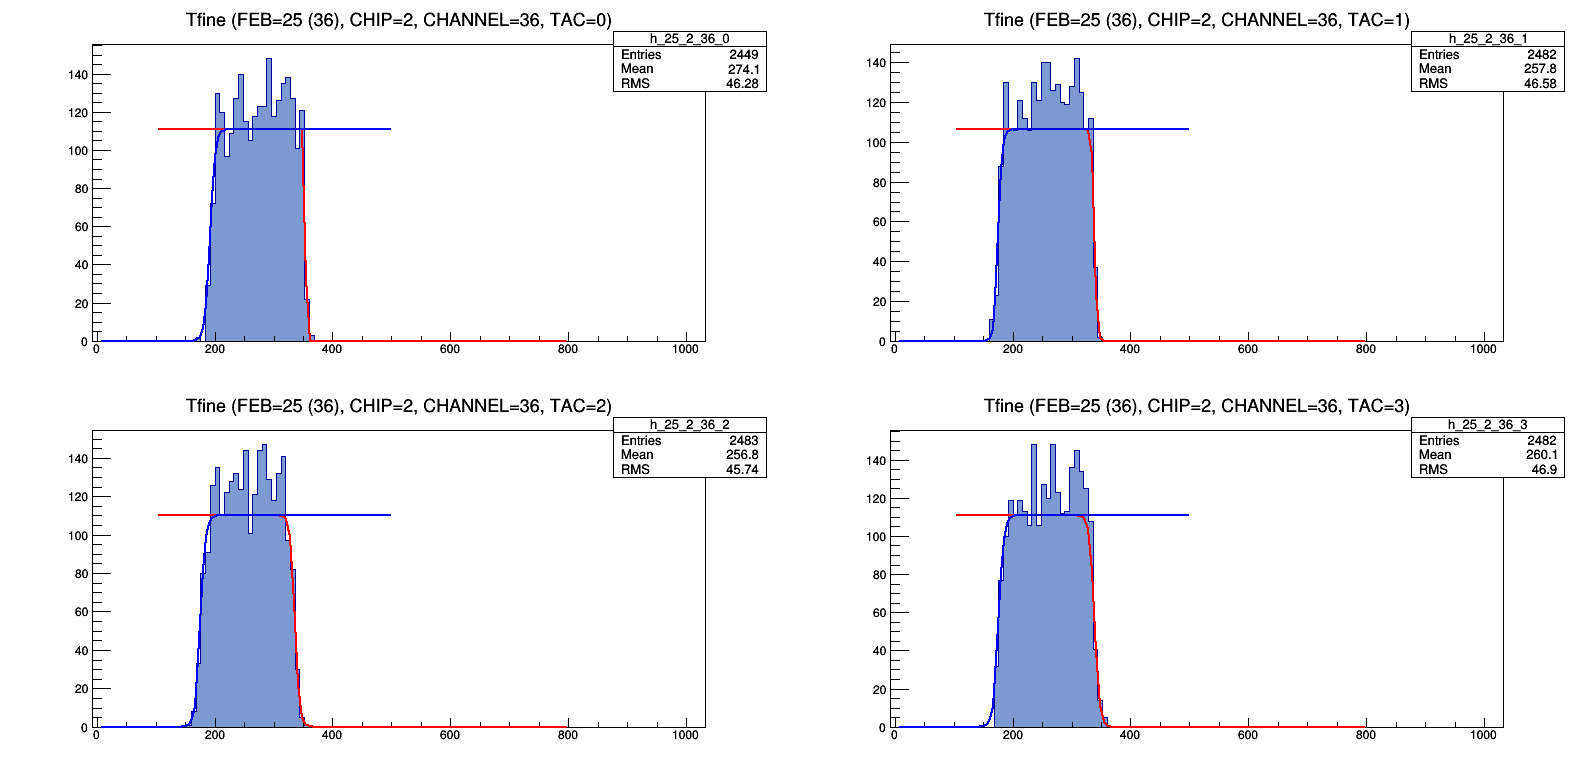 Tfine (FEB=25 (36), CHIP=2, CHANNEL=36, TAC=0)
h_25_2_36_0
Entries 2449
Mean 274.1
RMS 46.28
140
120
100
80
60
40
20
0
0 200 400 600 800 1000
Tfine (FEB=25 (36), CHIP=2, CHANNEL=36, TAC=1)
h_25_2_36_1
Entries 2482
Mean 257.8
RMS 46.58
140
120
100
80
60
40
20
0
0 200 400 600 800 1000
Tfine (FEB=25 (36), CHIP=2, CHANNEL=36, TAC=2)
h_25_2_36_2
Entries 2483
Mean 256.8
RMS 45.74
140
120
100
80
60
40
20
0
0 200 400 600 800 1000
Tfine (FEB=25 (36), CHIP=2, CHANNEL=36, TAC=3)
h_25_2_36_3
Entries 2482
Mean 260.1
RMS 46.9
140
120
100
80
60
40
20
0
0 200 400 600 800 1000